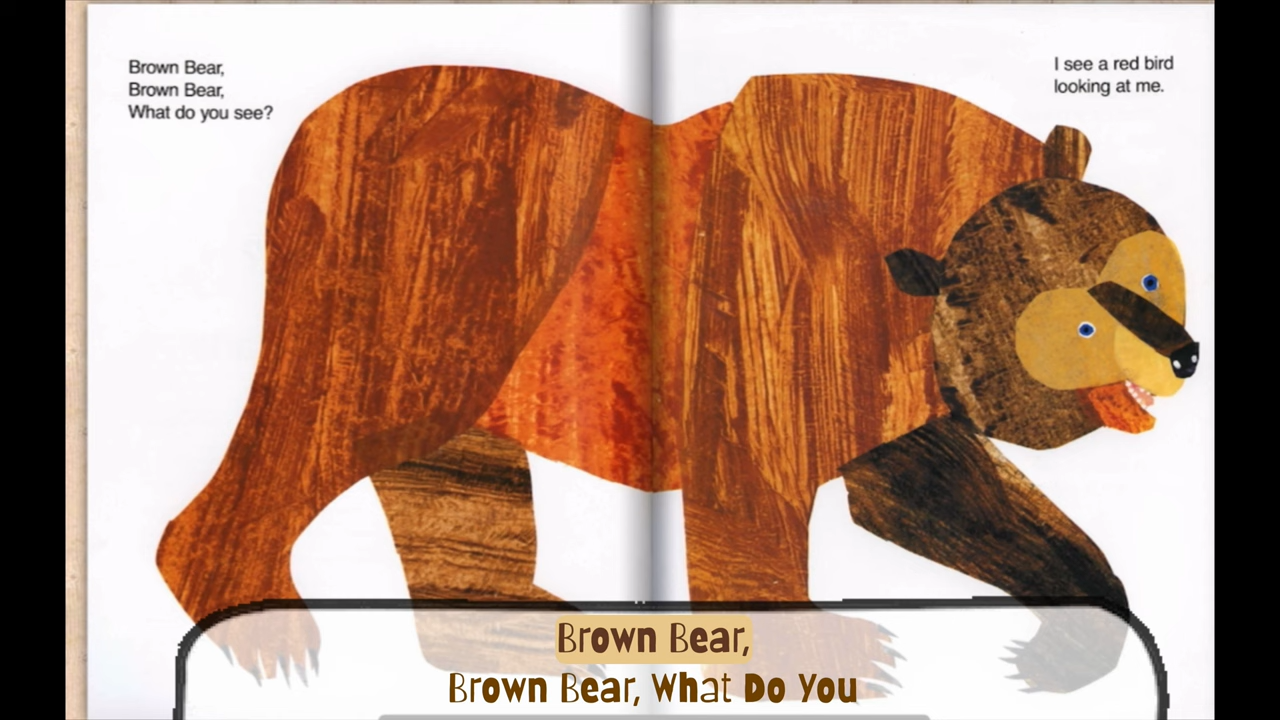 Brown Bear,
Brown Bear,
What do you see?
I see a red bird
looking at me.
Brown Bear,
Brown Bear, What Do You